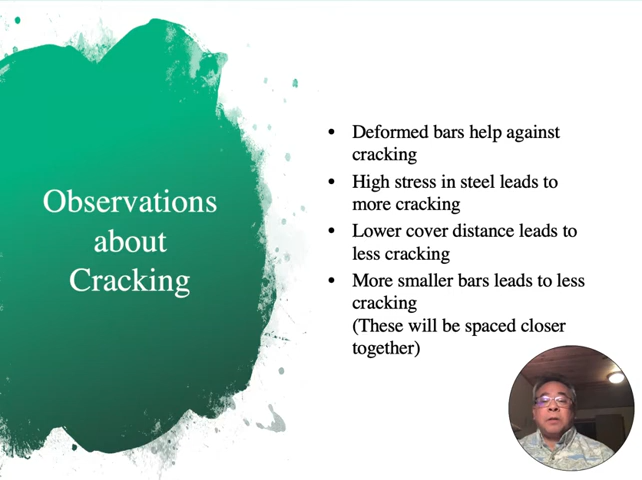 Observations
about
Cracking
• Deformed bars help against
cracking
• High stress in steel leads to
more cracking
• Lower cover distance leads to
less cracking
• More smaller bars leads to less
cracking
(These will be spaced closer
together)